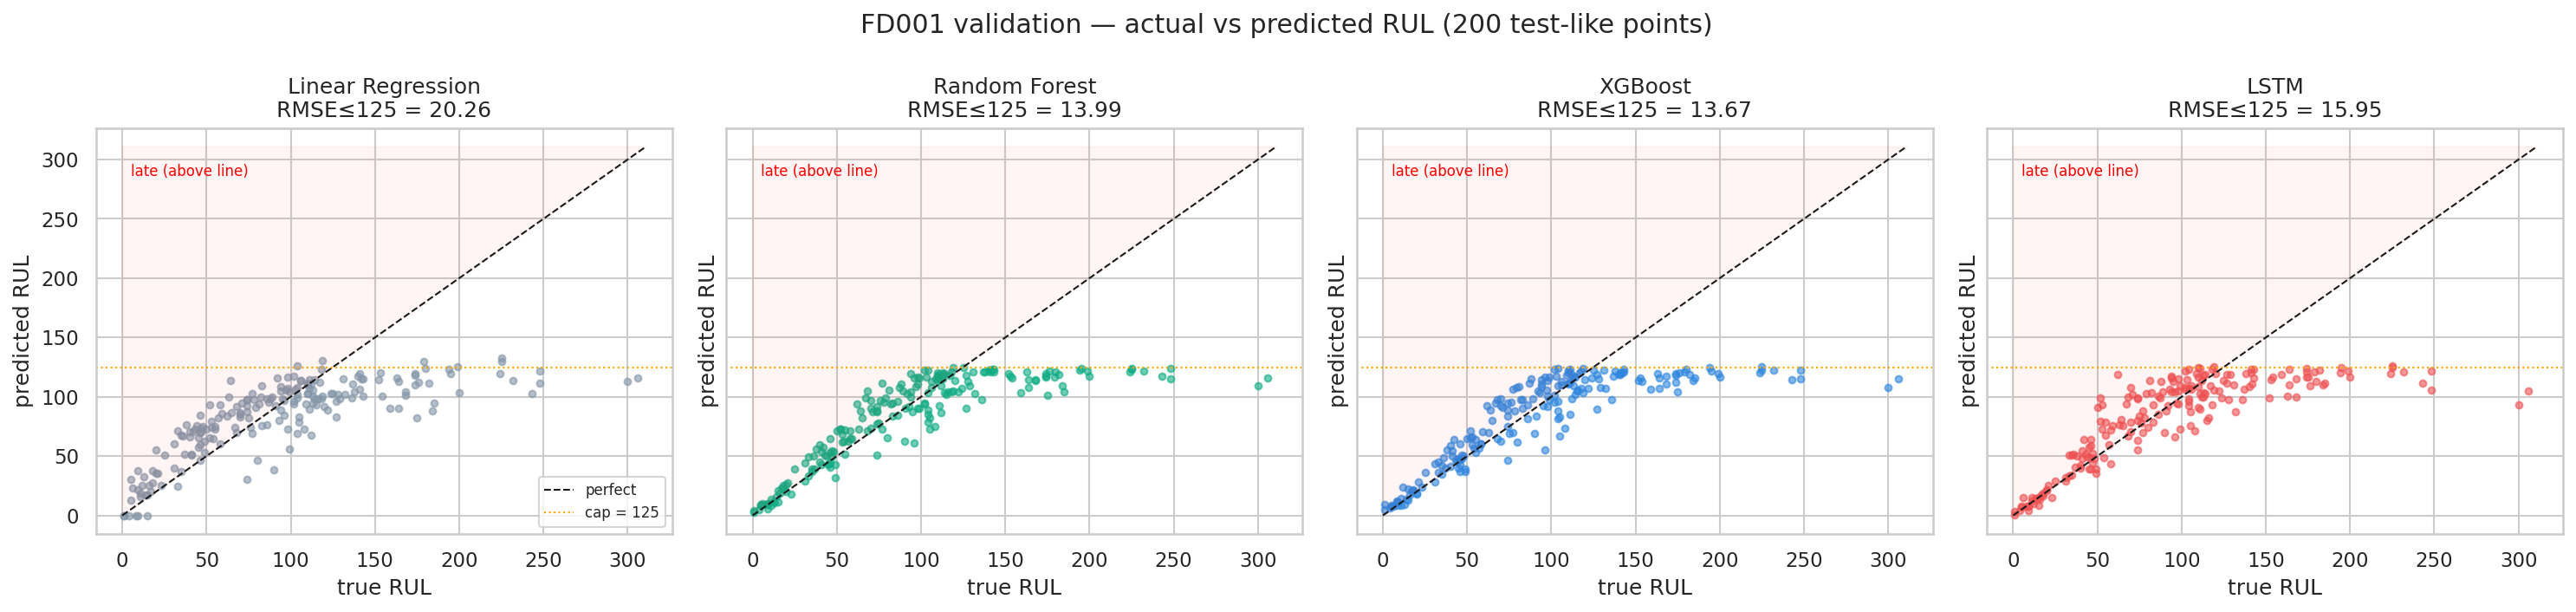 FD001 validation — actual vs predicted RUL (200 test-like points)
Linear Regression
RMSE≤125 = 20.26
late (above line)
300
250
200
150
100
50
0
predicted RUL
perfect
cap = 125
0 50 100 150 200 250 300
true RUL
Random Forest
RMSE≤125 = 13.99
late (above line)
predicted RUL
0 50 100 150 200 250 300
true RUL
XGBoost
RMSE≤125 = 13.67
late (above line)
predicted RUL
0 50 100 150 200 250 300
true RUL
LSTM
RMSE≤125 = 15.95
late (above line)
predicted RUL
0 50 100 150 200 250 300
true RUL